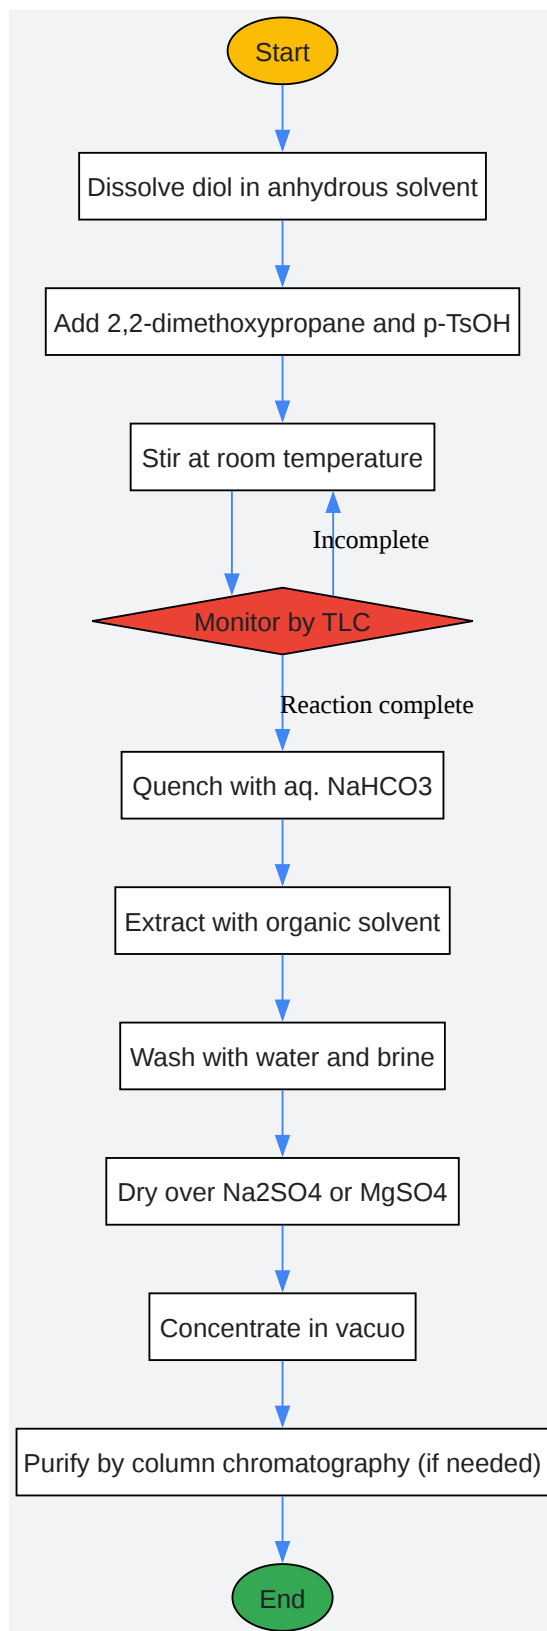 Start
Dissolve diol in anhydrous solvent
Add 2,2-dimethoxypropane and p-TsOH
Stir at room temperature
Incomplete
Monitor by TLC
Reaction complete
Quench with aq. NaHCO3
Extract with organic solvent
Wash with water and brine
Dry over Na2SO4 or MgSO4
Concentrate in vacuo
Purify by column chromatography (if needed)
End